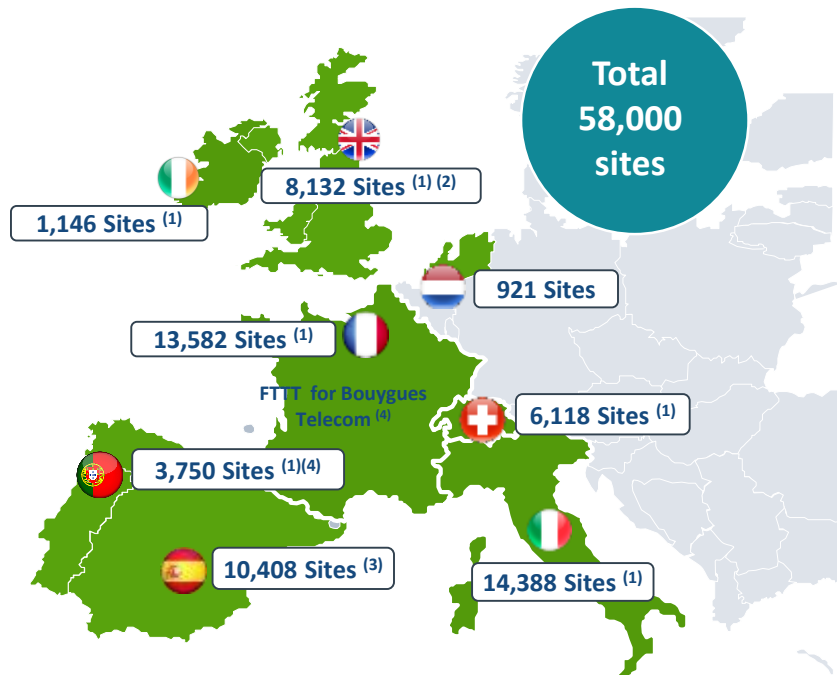 Total
58,000
sites
8,132 Sites (1) (2)
1,146 Sites (1)
921 Sites
13,582 Sites (1)
FTTT for Bouygues
Telecom (4)
6,118 Sites (1)
3,750 Sites (1)(4)
10,408 Sites (3)
14,388 Sites (1)